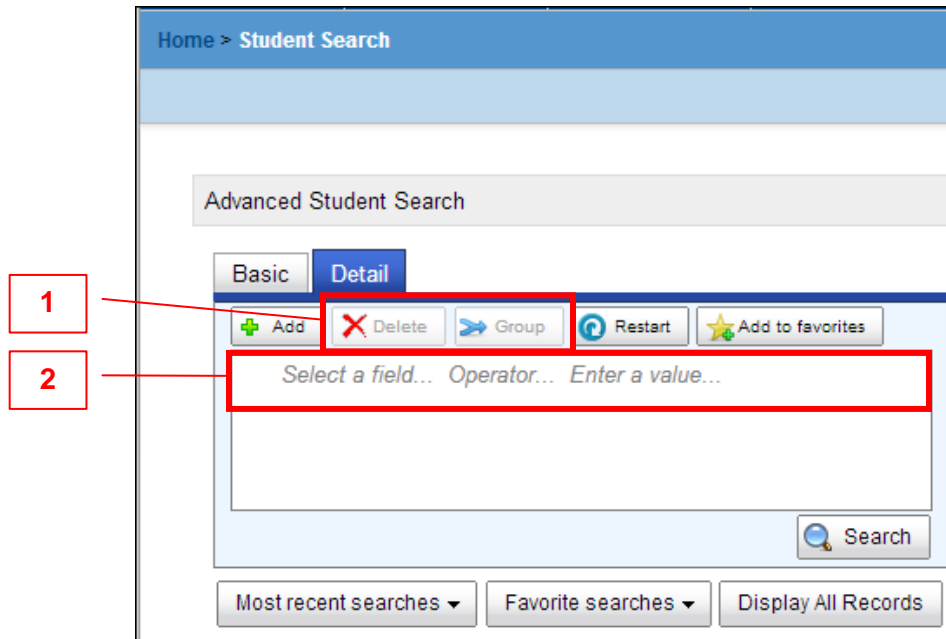 Home > Student Search
Advanced Student Search
Basic Detail
1
Add Delete Group Restart Add to favorites
2
Select a field... Operator... Enter a value...
Search
Most recent searches Favorite searches Display All Records